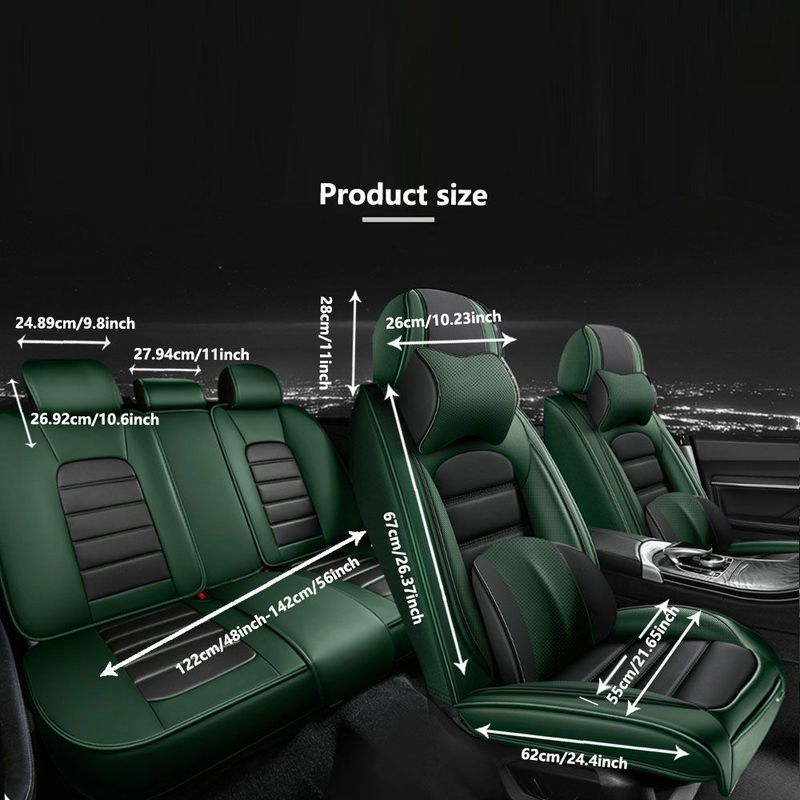 Product size
24.89cm/9.8inch
27.94cm/11inch
26.92cm/10.6inch
28cm/11inch
26cm/10.23inch
67cm/26.37inch
122cm/48inch-142cm/56inch
55cm/21.65inch
62cm/24.4inch